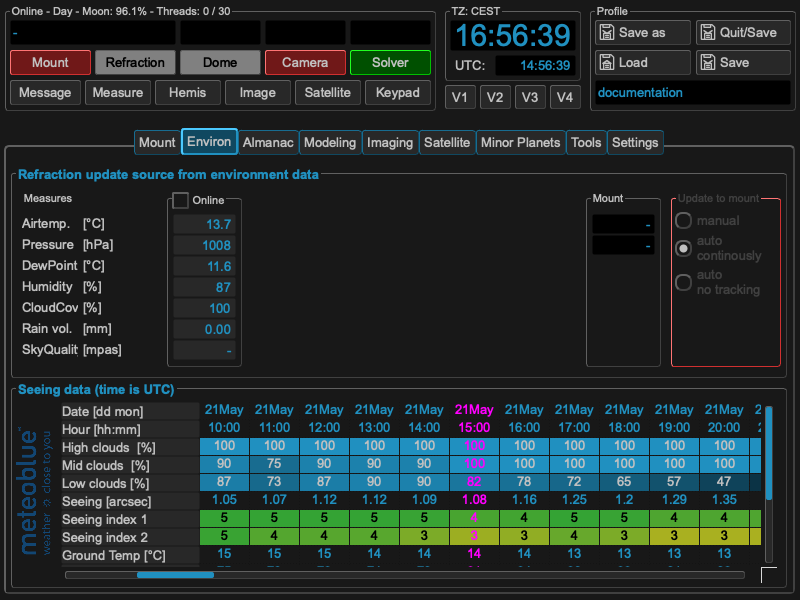 Online - Day - Moon: 96.1% - Threads: 0 / 30
-
Mount Refraction Dome Camera Solver
Message Measure Hemis Image Satellite Keypad
TZ: CEST
16:56:39
UTC: 14:56:39
V1 V2 V3 V4
Profile
Save as Quit/Save
Load Save
documentation
Mount Environ Almanac Modeling Imaging Satellite Minor Planets Tools Settings
Refraction update source from environment data
Measures
Online
Mount
Update to mount
Airtemp. [°C] 13.7 -
Pressure [hPa] 1008 -
DewPoint [°C] 11.6
Humidity [%] 87
CloudCov [%] 100
Rain vol. [mm] 0.00
SkyQualit [mpas] -
manual
auto
continously
auto
no tracking
Seeing data (time is UTC)
meteoblue
weather close to you
Date [dd mon] 21May 21May 21May 21May 21May 21May 21May 21May 21May 21May 21May 2
Hour [hh:mm] 10:00 11:00 12:00 13:00 14:00 15:00 16:00 17:00 18:00 19:00 20:00 2
High clouds [%] 100 100 100 100 100 100 100 100 100 100 100
Mid clouds [%] 90 75 90 90 90 100 100 100 100 100 100
Low clouds [%] 87 73 87 90 90 82 78 72 65 57 47
Seeing [arcsec] 1.05 1.07 1.12 1.12 1.09 1.08 1.16 1.25 1.2 1.29 1.35
Seeing index 1 5 5 5 5 5 4 4 5 5 4 4
Seeing index 2 5 4 4 4 3 3 3 4 4 3 3
Ground Temp [°C] 15 15 15 14 14 14 14 13 13 13 13